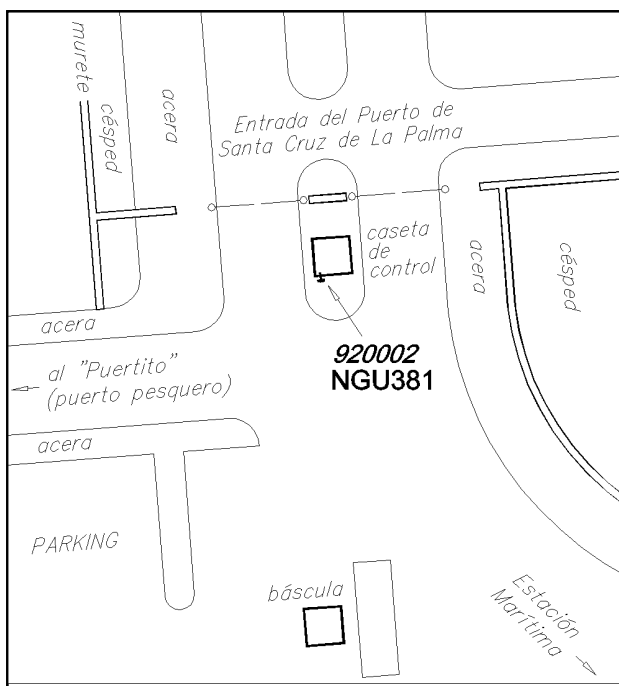 murete
césped
acera
Entrada del Puerto de
Santa Cruz de La Palma
caseta
de
control
acera
césped
acera
920002
NGU381
al "Puertito"
(puerto pesquero)
acera
PARKING
báscula
Estación
Marítima